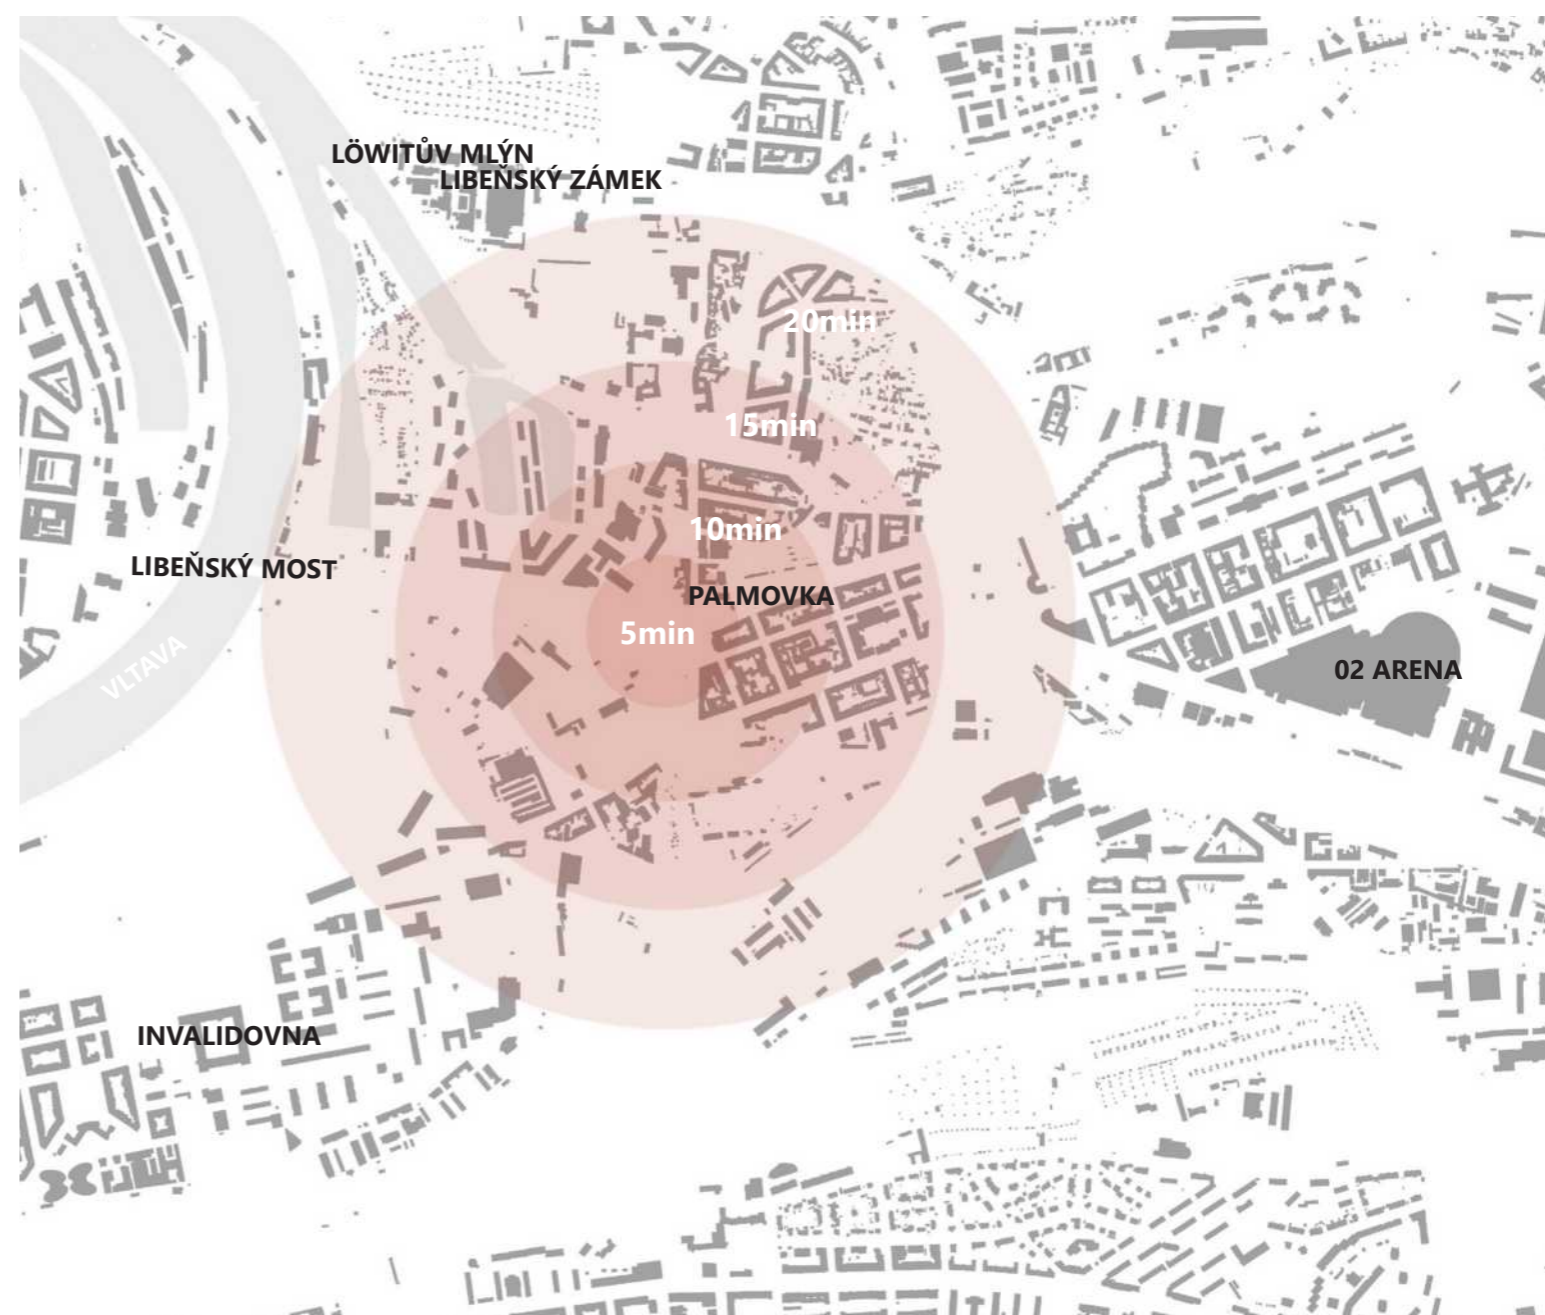 LÖWITŮV MLÝN
LIBEŇSKÝ ZÁMEK
20min
15min
10min
LIBEŇSKÝ MOST
PALMOVKA
5min
VLTAVA
02 ARENA
INVALIDOVNA